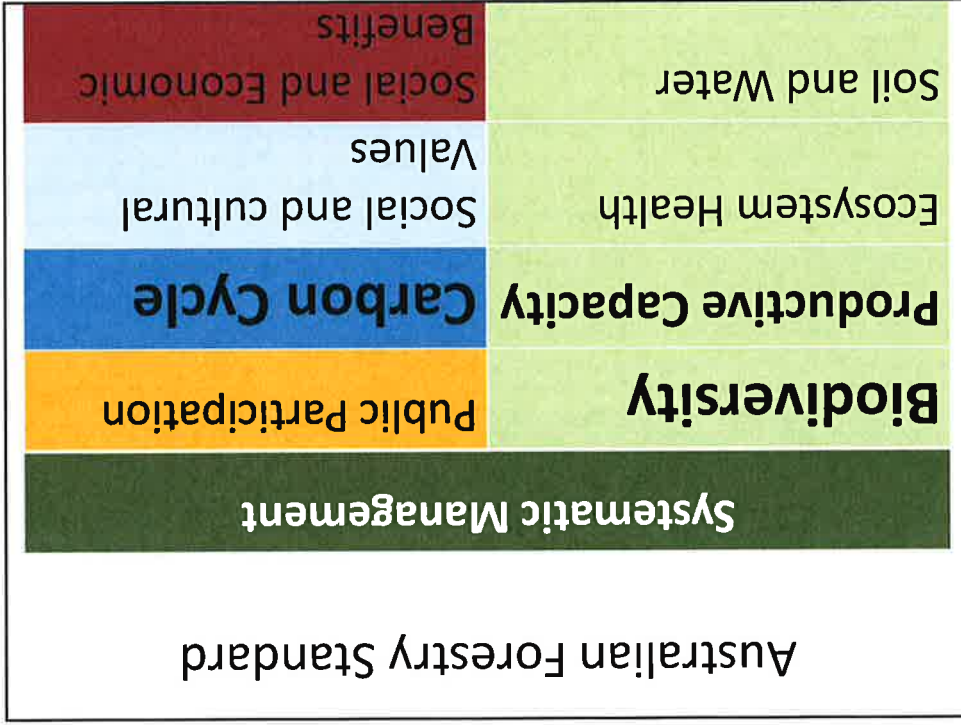 Australian Forestry Standard
Systematic Management
Biodiversity
Public Participation
Productive Capacity
Carbon Cycle
Ecosystem Health
Social and cultural
Values
Soil and Water
Social and Economic
Benefits